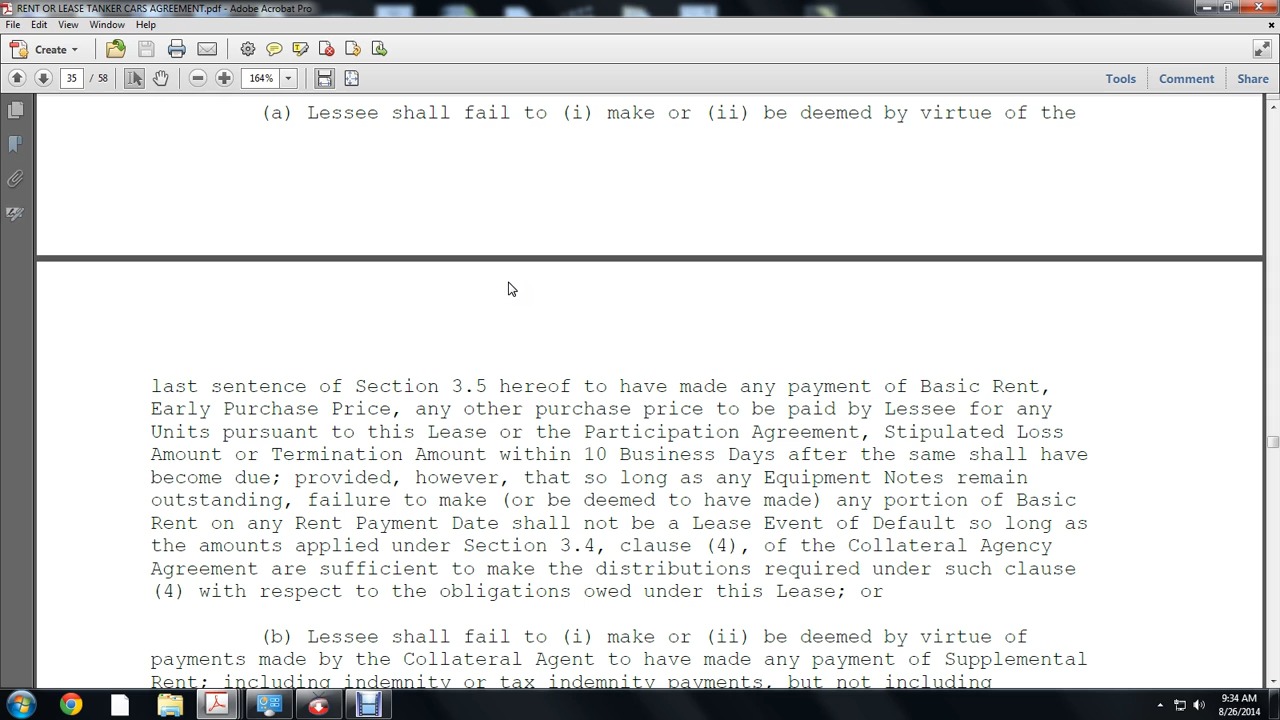 RENT OR LEASE TANKER CARS AGREEMENT.pdf - Adobe Acrobat Pro
File Edit View Window Help
Create
35 / 58 164% Tools Comment Share
(a) Lessee shall fail to (i) make or (ii) be deemed by virtue of the
last sentence of Section 3.5 hereof to have made any payment of Basic Rent,
Early Purchase Price, any other purchase price to be paid by Lessee for any
Units pursuant to this Lease or the Participation Agreement, Stipulated Loss
Amount or Termination Amount within 10 Business Days after the same shall have
become due; provided, however, that so long as any Equipment Notes remain
outstanding, failure to make (or be deemed to have made) any portion of Basic
Rent on any Rent Payment Date shall not be a Lease Event of Default so long as
the amounts applied under Section 3.4, clause (4), of the Collateral Agency
Agreement are sufficient to make the distributions required under such clause
(4) with respect to the obligations owed under this Lease; or
(b) Lessee shall fail to (i) make or (ii) be deemed by virtue of
payments made by the Collateral Agent to have made any payment of Supplemental
Rent; including indemnity or tax indemnity payments, but not including
9:34 AM
8/26/2014